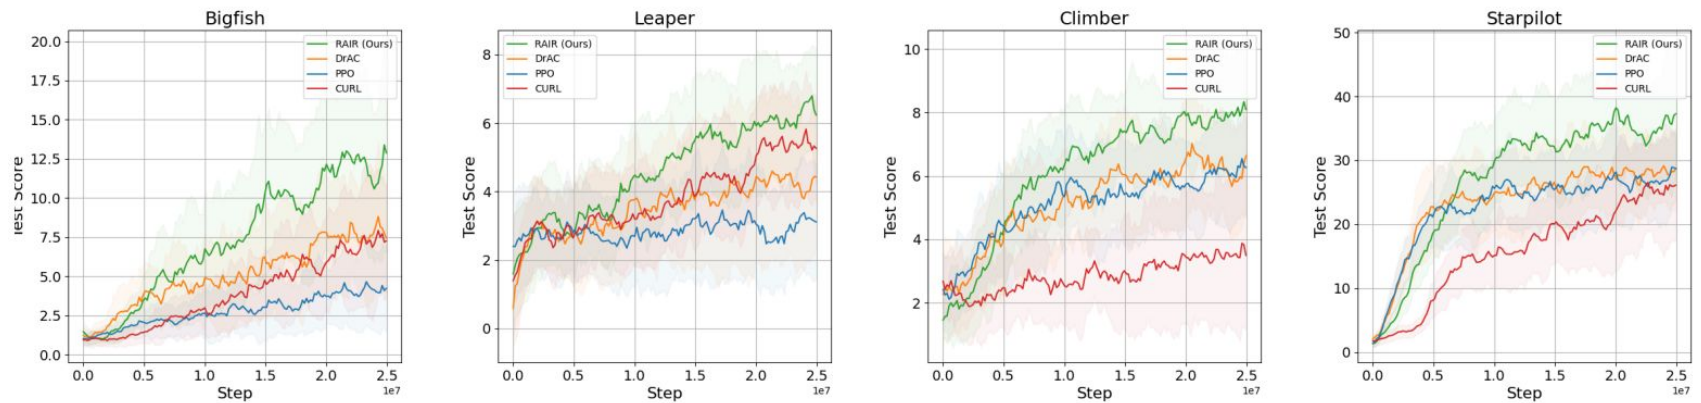 Bigfish
20.0
17.5
15.0
12.5
10.0
7.5
5.0
2.5
0.0
Test Score
RAIR (Ours)
DrAC
PPO
CURL
0.0 0.5 1.0 1.5 2.0 2.5
1e7
Step
Leaper
8
6
4
2
0
Test Score
RAIR (Ours)
DrAC
PPO
CURL
0.0 0.5 1.0 1.5 2.0 2.5
1e7
Step
Climber
10
8
6
4
2
Test Score
RAIR (Ours)
DrAC
PPO
CURL
0.0 0.5 1.0 1.5 2.0 2.5
1e7
Step
Starpilot
50
40
30
20
10
0
Test Score
RAIR (Ours)
DrAC
PPO
CURL
0.0 0.5 1.0 1.5 2.0 2.5
1e7
Step